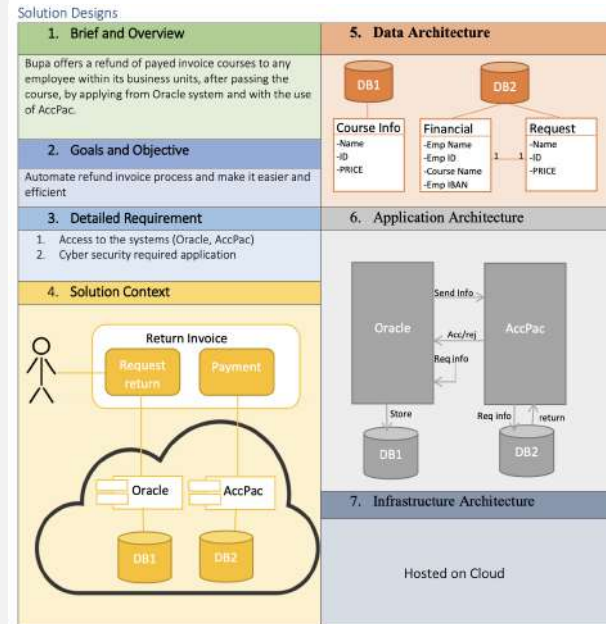 Solution Designs
1. Brief and Overview
Bupa offers a refund of payed invoice courses to any
employee within its business units, after passing the
course, by applying from Oracle system and with the use
of AccPac.
2. Goals and Objective
Automate refund invoice process and make it easier and
efficient
3. Detailed Requirement
1. Access to the systems (Oracle, AccPac)
2. Cyber security required application
4. Solution Context
Return Invoice
Request
return
Payment
Oracle
AccPac
DB1
DB2
5. Data Architecture
DB1
DB2
Course Info
-Name
-ID
-PRICE
Financial
-Emp Name
-Emp ID
-Course Name
-Emp IBAN
1
1
Request
-Name
-ID
-PRICE
6. Application Architecture
Oracle
Send Info
AccPac
Acc/rej
Req info
Store
Req info
return
DB1
DB2
7. Infrastructure Architecture
Hosted on Cloud